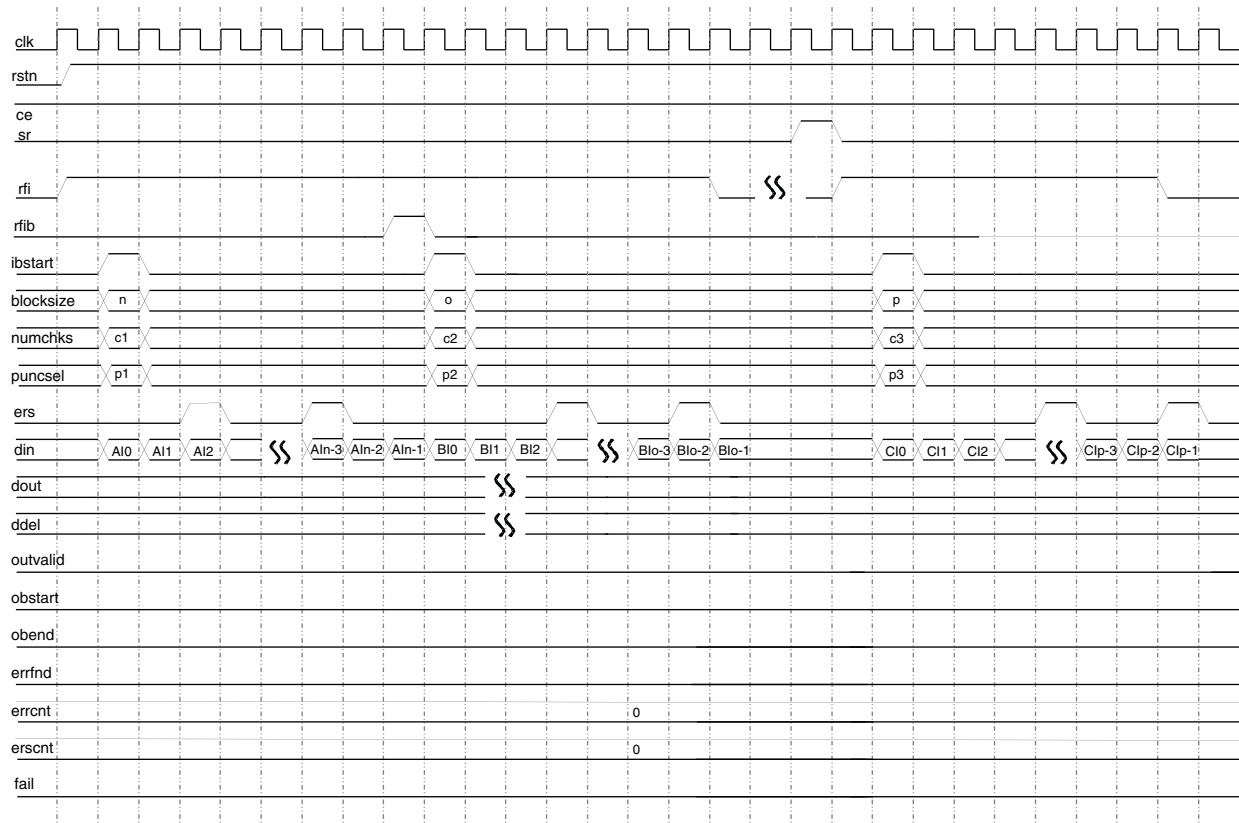 clk
rstn
ce
sr
rfi
rfib
ibstart
blocksize n o p
numchks c1 c2 c3
puncsel p1 p2 p3
ers
din AI0 AI1 AI2 AIn-3 AIn-2 AIn-1 BI0 BI1 BI2 BIo-3 BIo-2 BIo-1 CI0 CI1 CI2 CIp-3 CIp-2 CIp-1
dout
ddel
outvalid
obstart
obend
errfnd
errcnt 0
erscnt 0
fail